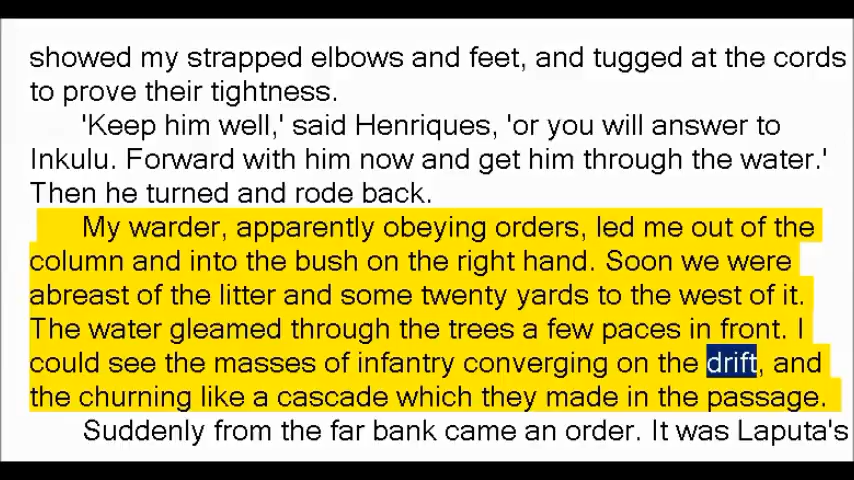 showed my strapped elbows and feet, and tugged at the cords
to prove their tightness.
'Keep him well,' said Henriques, 'or you will answer to
Inkulu. Forward with him now and get him through the water.'
Then he turned and rode back.
My warder, apparently obeying orders, led me out of the
column and into the bush on the right hand. Soon we were
abreast of the litter and some twenty yards to the west of it.
The water gleamed through the trees a few paces in front. I
could see the masses of infantry converging on the drift, and
the churning like a cascade which they made in the passage.
Suddenly from the far bank came an order. It was Laputa's